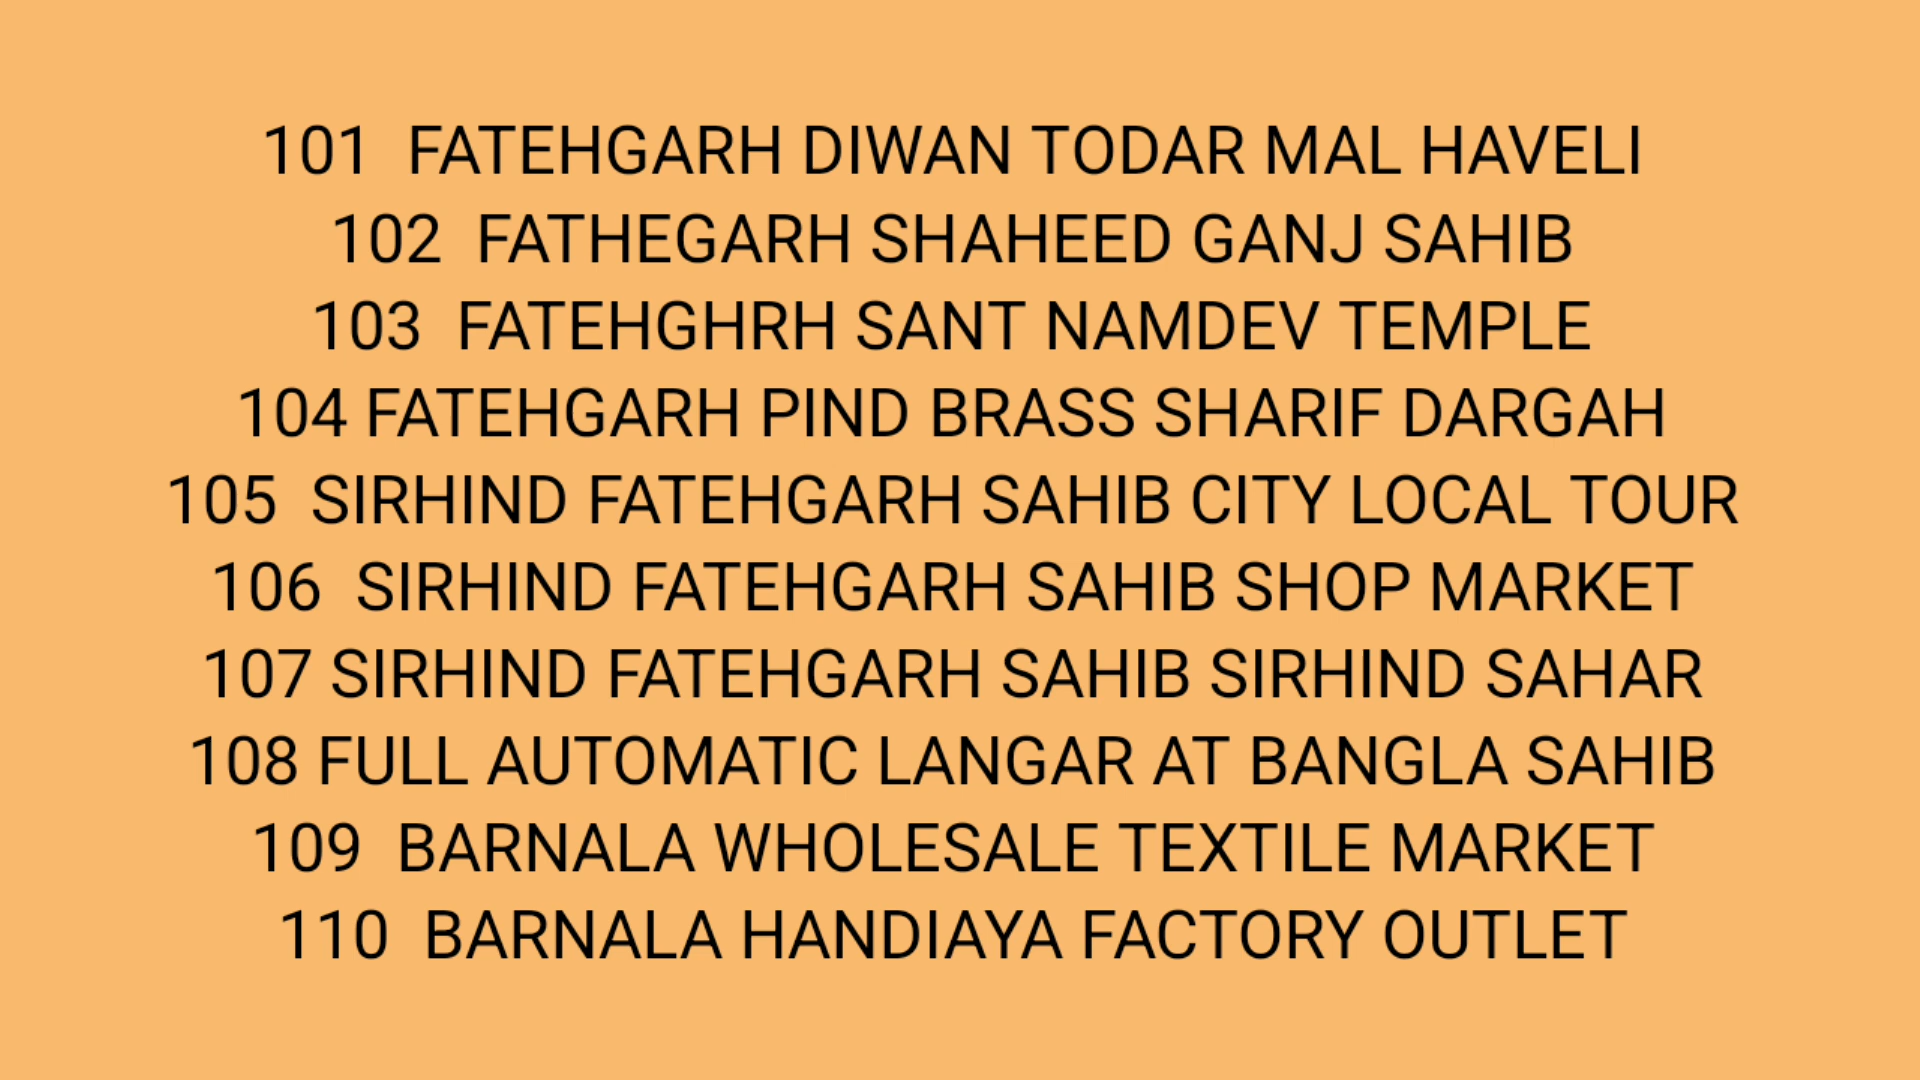 101  FATEHGARH DIWAN TODAR MAL HAVELI
102  FATHEGARH SHAHEED GANJ SAHIB
103  FATEHGHRH SANT NAMDEV TEMPLE
104 FATEHGARH PIND BRASS SHARIF DARGAH
105  SIRHIND FATEHGARH SAHIB CITY LOCAL TOUR
106  SIRHIND FATEHGARH SAHIB SHOP MARKET
107 SIRHIND FATEHGARH SAHIB SIRHIND SAHAR
108 FULL AUTOMATIC LANGAR AT BANGLA SAHIB
109  BARNALA WHOLESALE TEXTILE MARKET
110  BARNALA HANDIAYA FACTORY OUTLET